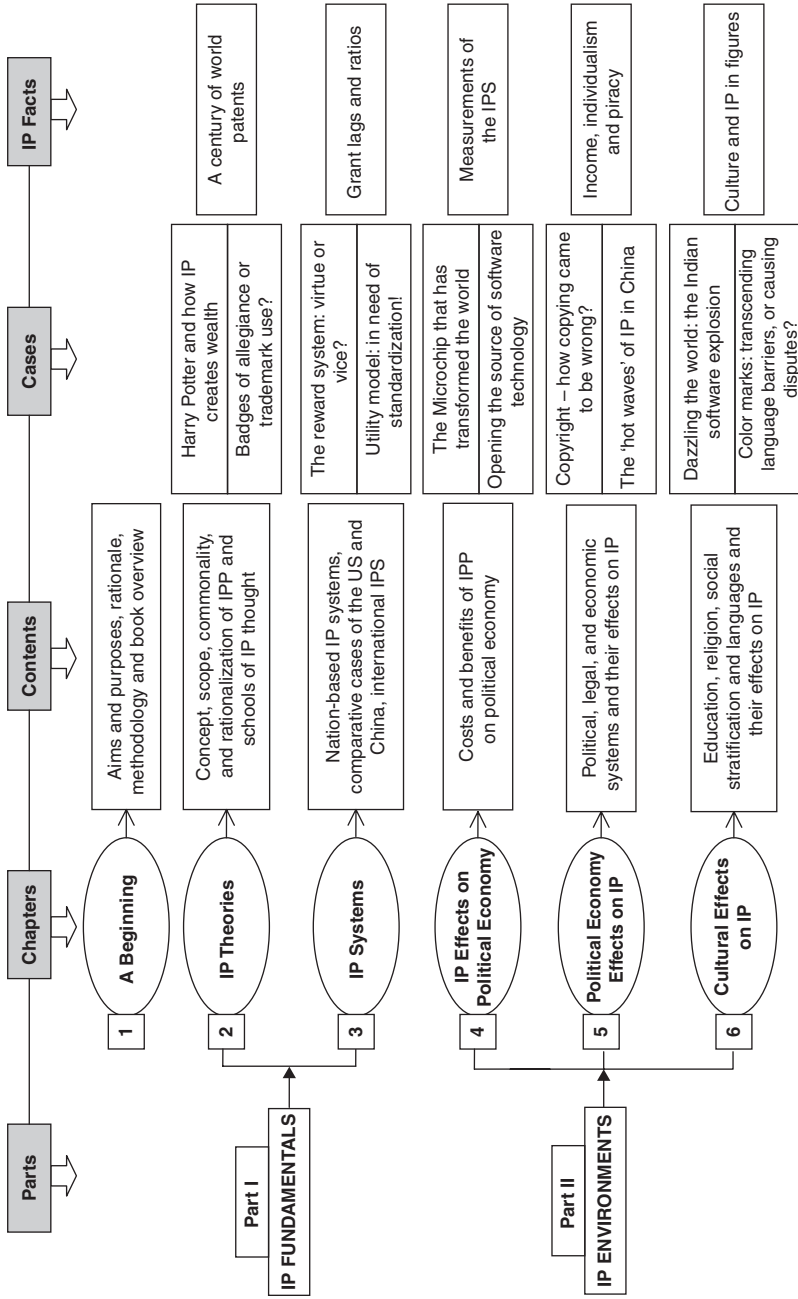 Parts
Chapters
Contents
Cases
IP Facts
1
A Beginning
Aims and purposes, rationale,
methodology and book overview
Part I
IP FUNDAMENTALS
2
IP Theories
Concept, scope, commonality,
and rationalization of IPP and
schools of IP thought
Harry Potter and how IP
creates wealth
Badges of allegiance or
trademark use?
A century of world
patents
3
IP Systems
Nation-based IP systems,
comparative cases of the US and
China, international IPS
The reward system: virtue or
vice?
Utility model: in need of
standardization!
Grant lags and ratios
Part II
IP ENVIRONMENTS
4
IP Effects on
Political Economy
Costs and benefits of IPP
on political economy
The Microchip that has
transformed the world
Opening the source of software
technology
Measurements of
the IPS
5
Political Economy
Effects on IP
Political, legal, and economic
systems and their effects on IP
Copyright – how copying came
to be wrong?
The ‘hot waves’ of IP in China
Income, individualism
and piracy
6
Cultural Effects
on IP
Education, religion, social
stratification and languages and
their effects on IP
Dazzling the world: the Indian
software explosion
Color marks: transcending
language barriers, or causing
disputes?
Culture and IP in figures